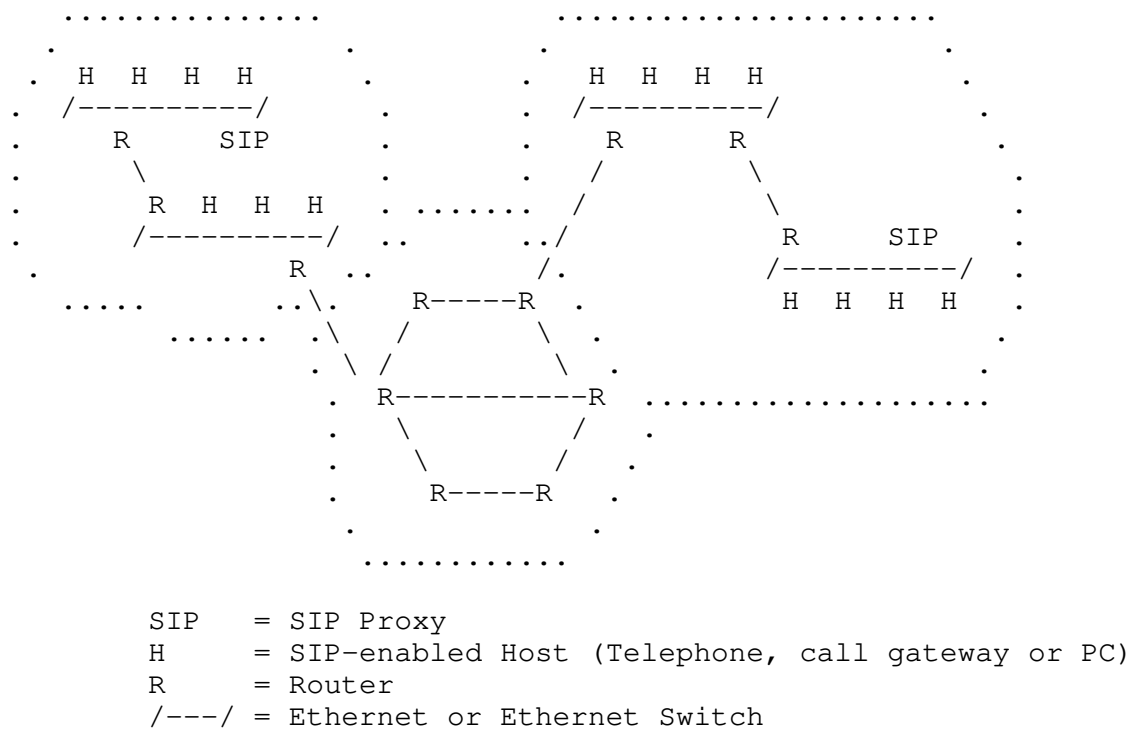 ...............               ......................
.                .          .                       .
.  H  H  H  H      .         .   H  H  H  H            .
.  /----------/      .        .  /----------/            .
.     R     SIP      .        .    R      R               .
.      \             .        .   /        \               .
.       R  H  H  H   . ....... /          \              .
.      /----------/  ..      ../            R     SIP    .
.              R  ..         /.            /----------/  .
.....       ..\.    R-----R  .             H  H  H  H   .
......  .\   /       \  .                      .
.  \ /         \  .                    .
.   R-----------R   ....................
.    \         /    .
.     \       /    .
.      R-----R    .
.             .
............
SIP   = SIP Proxy
H     = SIP-enabled Host (Telephone, call gateway or PC)
R     = Router
/---/ = Ethernet or Ethernet Switch